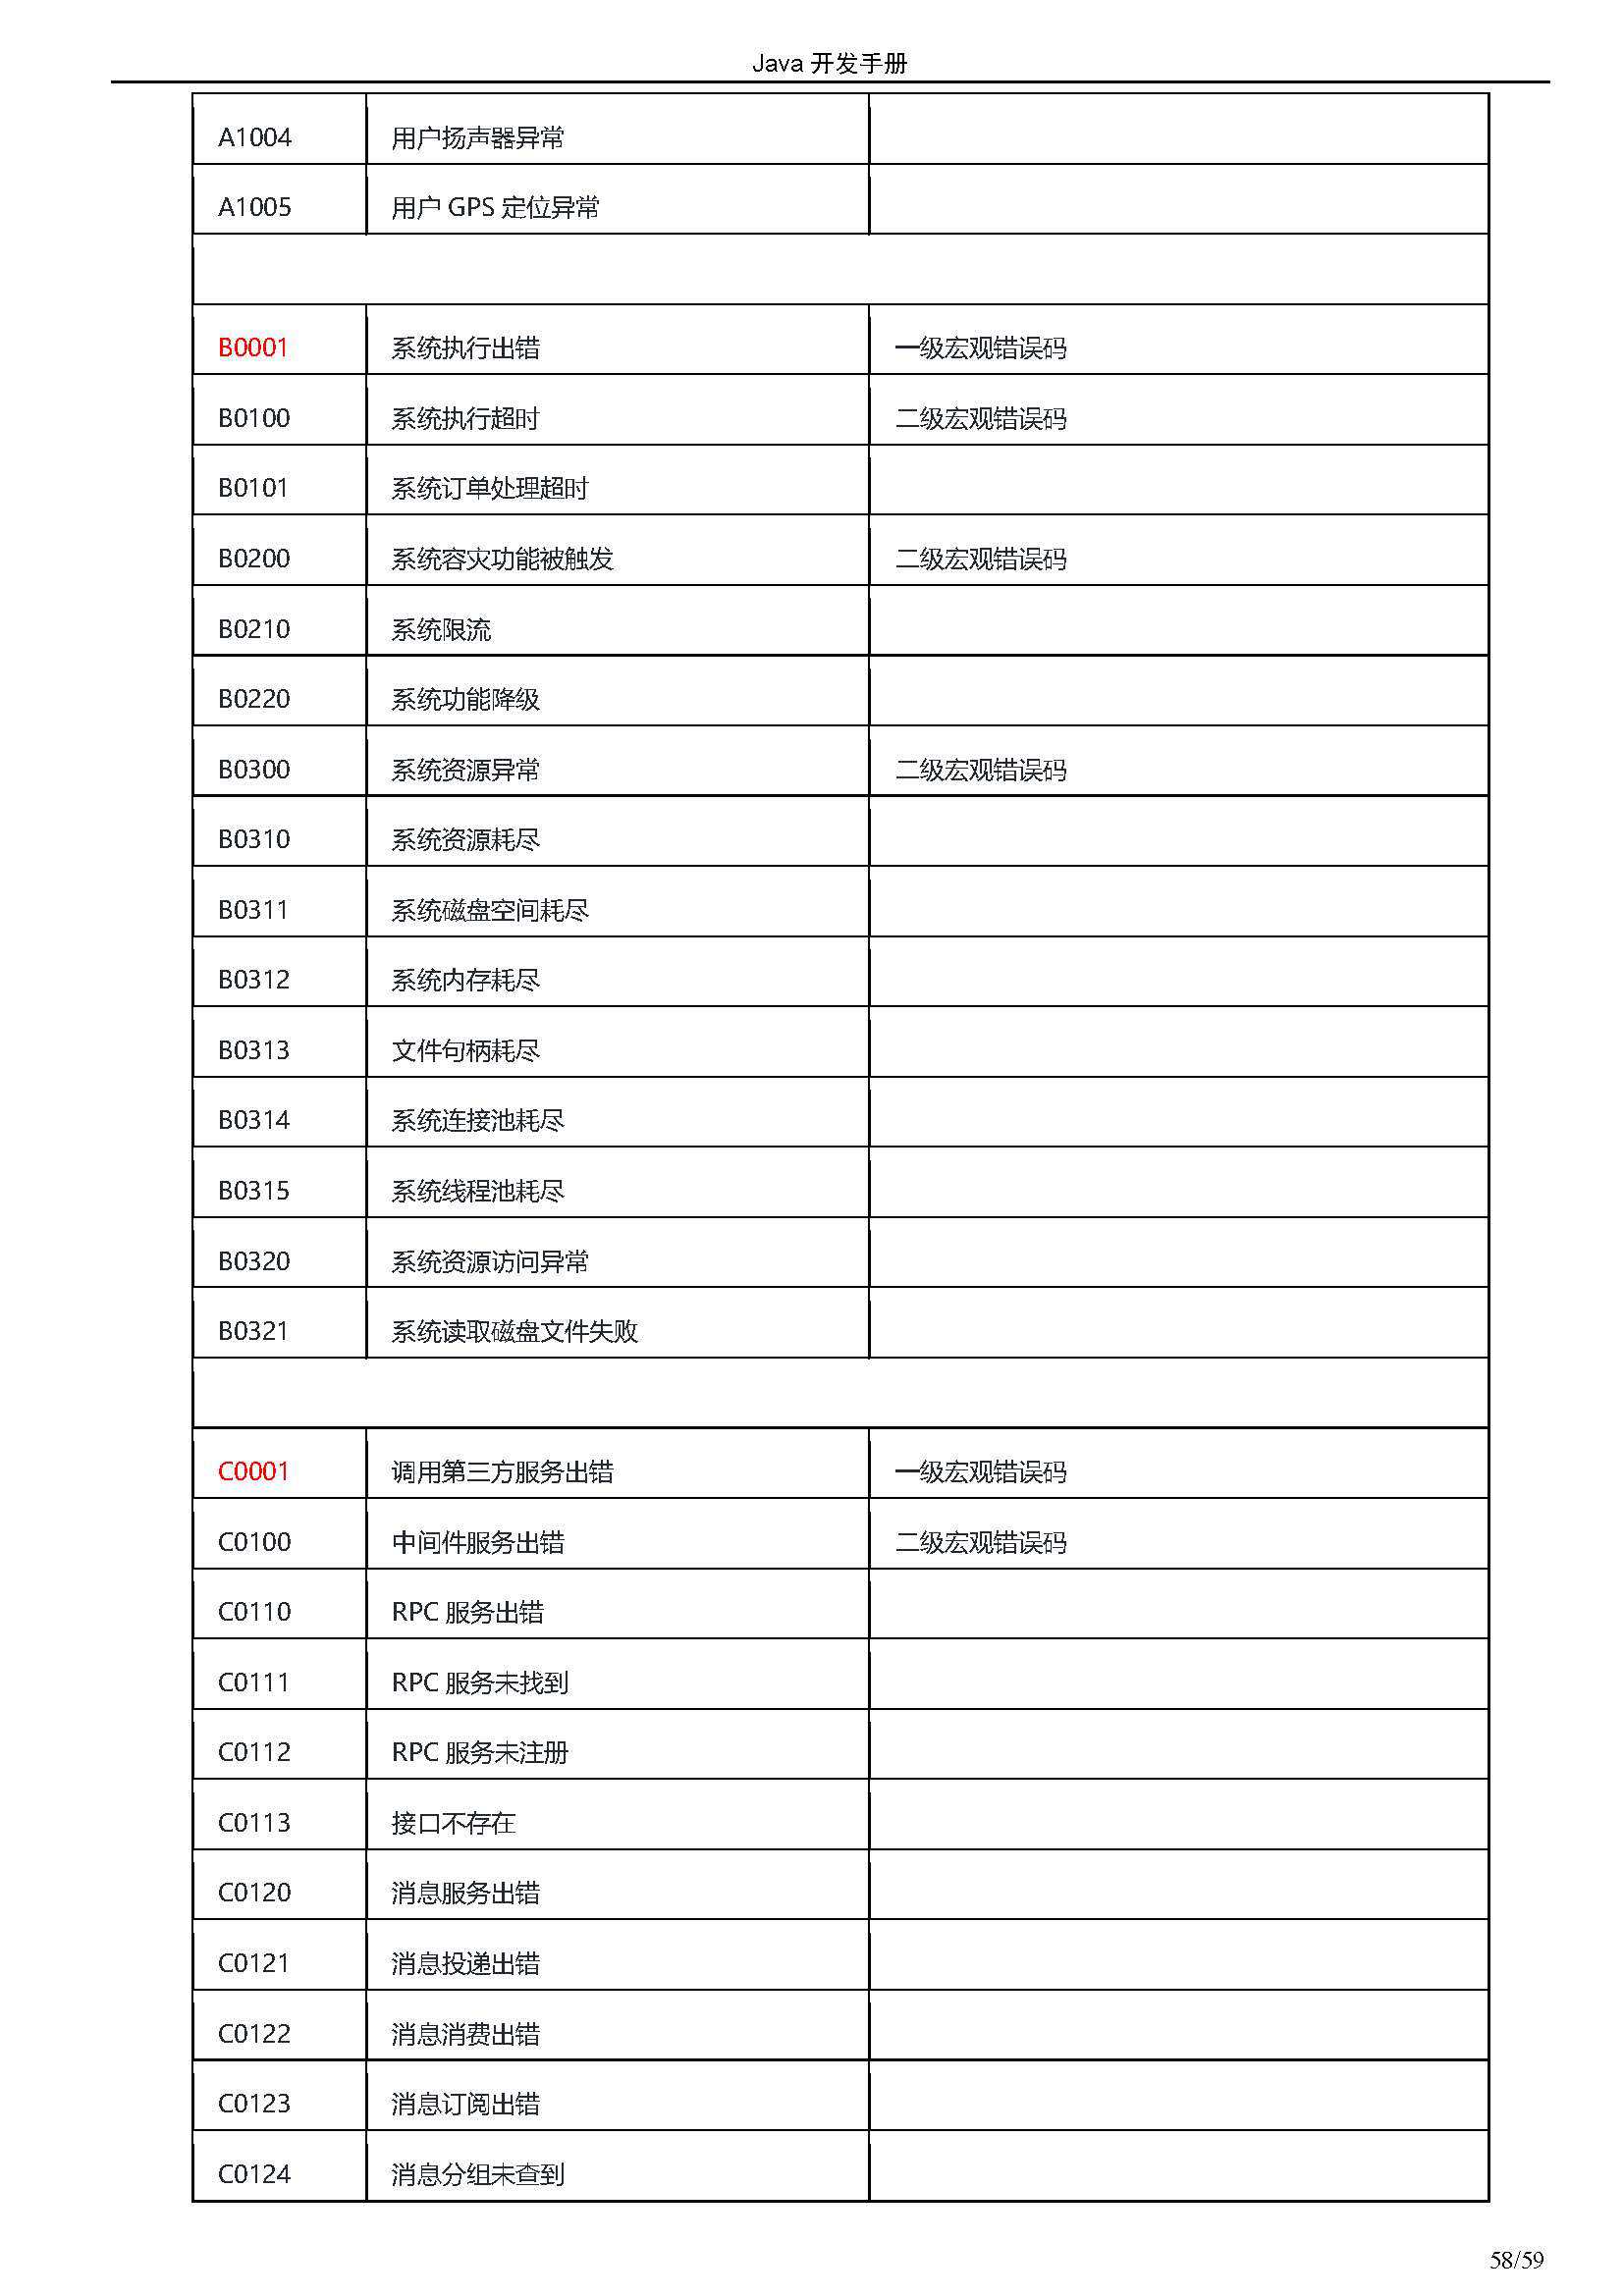 Java 开发手册
A1004 用户扬声器异常
A1005 用户 GPS 定位异常
B0001 系统执行出错 一级宏观错误码
B0100 系统执行超时 二级宏观错误码
B0101 系统订单处理超时
B0200 系统容灾功能被触发 二级宏观错误码
B0210 系统限流
B0220 系统功能降级
B0300 系统资源异常 二级宏观错误码
B0310 系统资源耗尽
B0311 系统磁盘空间耗尽
B0312 系统内存耗尽
B0313 文件句柄耗尽
B0314 系统连接池耗尽
B0315 系统线程池耗尽
B0320 系统资源访问异常
B0321 系统读取磁盘文件失败
C0001 调用第三方服务出错 一级宏观错误码
C0100 中间件服务出错 二级宏观错误码
C0110 RPC 服务出错
C0111 RPC 服务未找到
C0112 RPC 服务未注册
C0113 接口不存在
C0120 消息服务出错
C0121 消息投递出错
C0122 消息消费出错
C0123 消息订阅出错
C0124 消息分组未查到
58/59